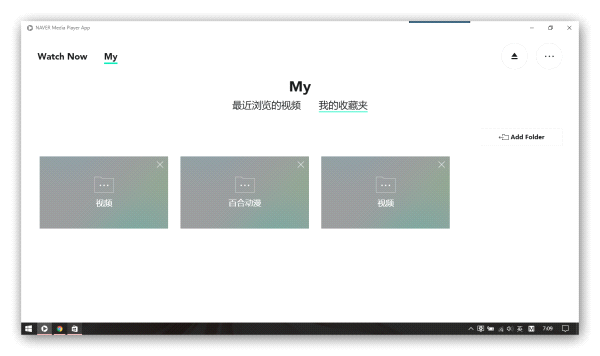 NAVER Media Player App
Watch Now My
My
最近浏览的视频 我的收藏夹
Add Folder
视频 百合动漫 视频
英 M 7:09